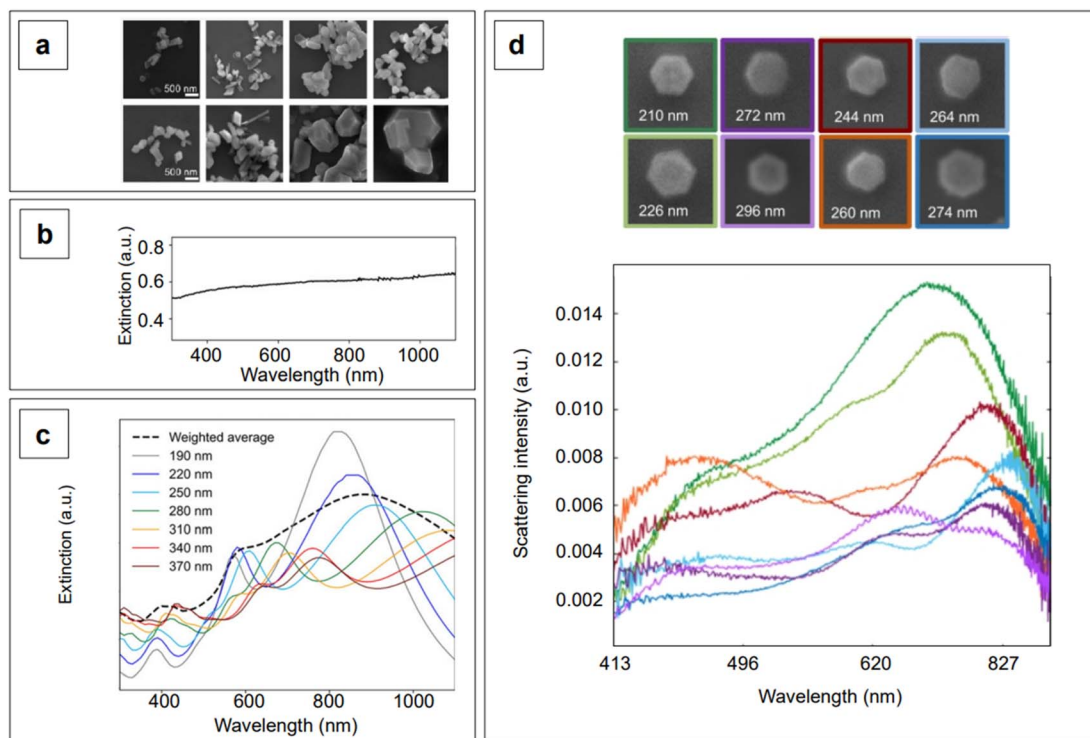 a
500 nm
500 nm
b
Extinction (a.u.)
0.8
0.6
0.4
400
600
800
1000
Wavelength (nm)
c
Extinction (a.u.)
Weighted average
190 nm
220 nm
250 nm
280 nm
310 nm
340 nm
370 nm
400
600
800
1000
Wavelength (nm)
d
210 nm
272 nm
244 nm
264 nm
226 nm
296 nm
260 nm
274 nm
Scattering intensity (a.u.)
0.014
0.012
0.010
0.008
0.006
0.004
0.002
413
496
620
827
Wavelength (nm)